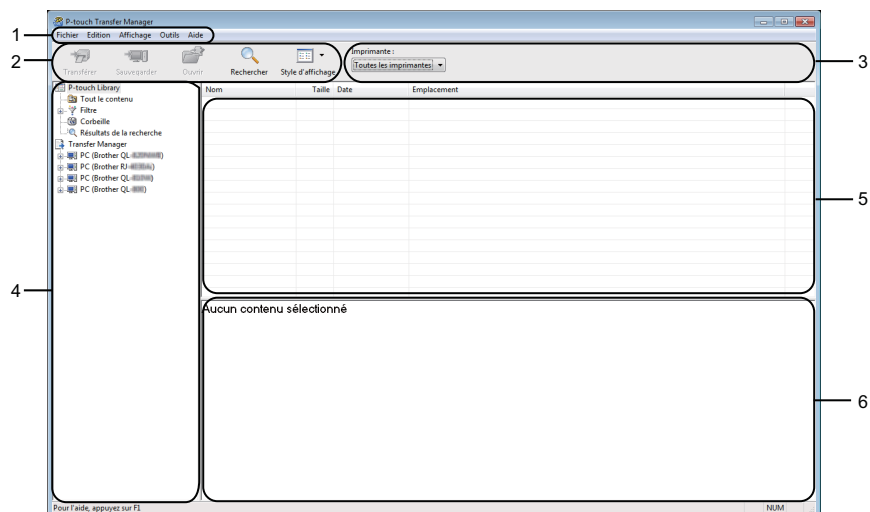 P-touch Transfer Manager
1
Fichier Edition Affichage Outils Aide
2
Transférer Sauvegarder Ouvrir Rechercher Style d'affichage
Imprimante :
Toutes les imprimantes
3
P-touch Library
Tout le contenu
Filtre
Corbeille
Résultats de la recherche
Transfer Manager
PC (Brother QL-
PC (Brother RJ-
PC (Brother QL-
PC (Brother QL-
4
Nom Taille Date Emplacement
5
Aucun contenu sélectionné
6
Pour l'aide, appuyez sur F1
NUM